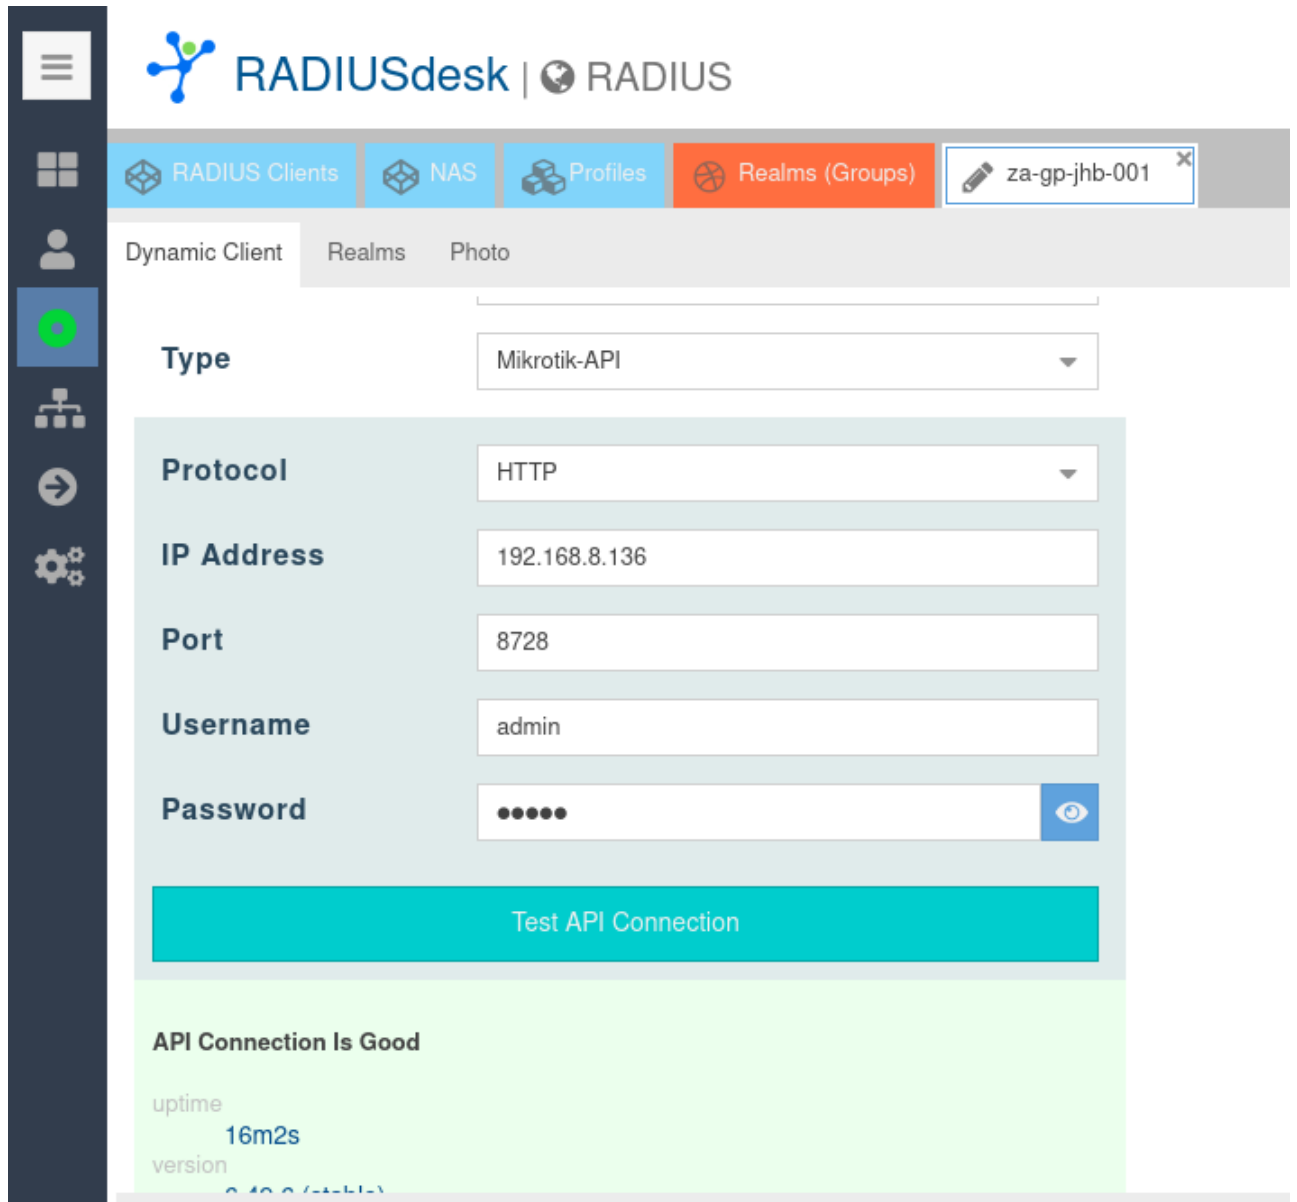 RADIUSdesk | RADIUS
RADIUS Clients NAS Profiles Realms (Groups) za-gp-jhb-001
Dynamic Client Realms Photo
Type Mikrotik-API
Protocol HTTP
IP Address 192.168.8.136
Port 8728
Username admin
Password •••••
Test API Connection
API Connection Is Good
uptime
16m2s
version
(stable)